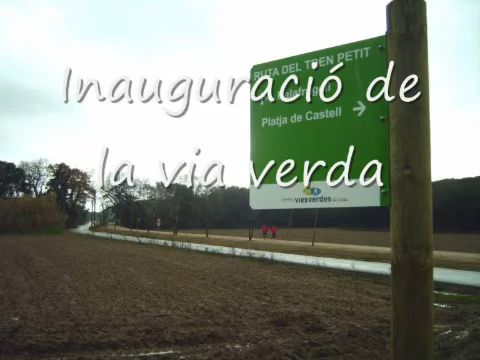 Inauguració de
la via verda
RUTA DEL TREN PETIT
Platja de Castell
viesverdes